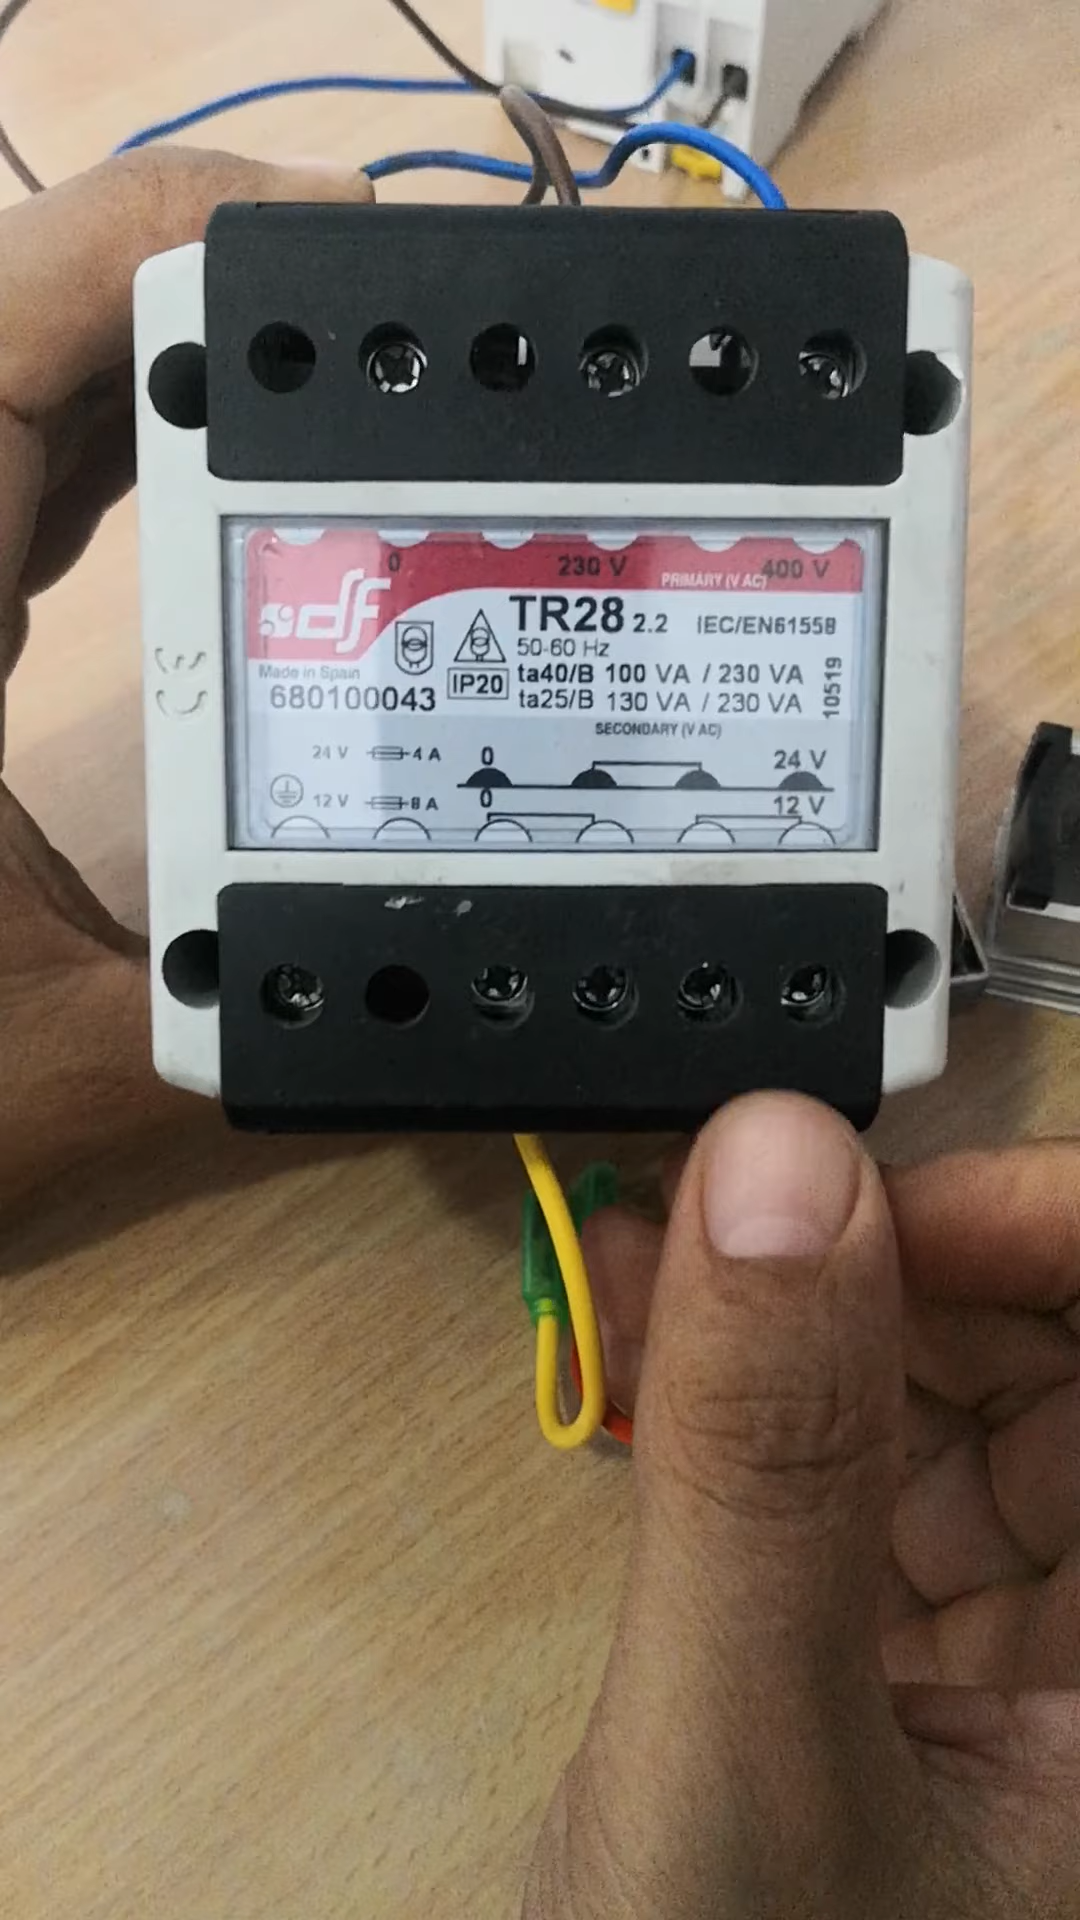 0 230 V 400 V
PRIMARY (V AC)
df
TR28 2.2 IEC/EN61558
50-60 Hz
Made in Spain
680100043
IP20
ta40/B 100 VA / 230 VA
ta25/B 130 VA / 230 VA
10519
SECONDARY (V AC)
24 V 4 A 0 24 V
12 V 8 A 0 12 V
CE